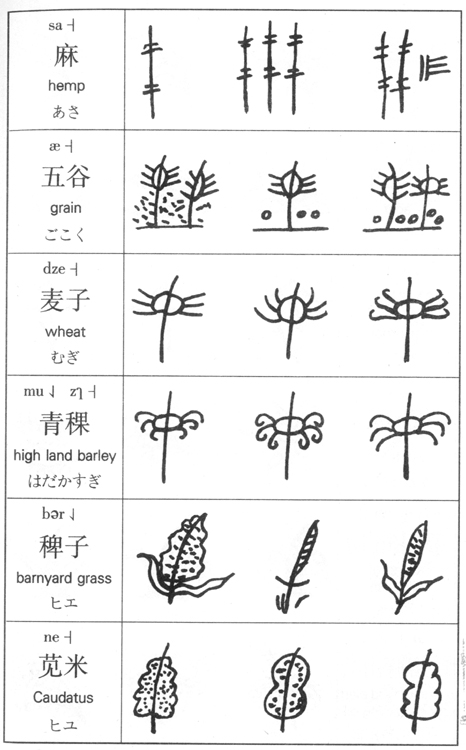 sa ˧
麻
hemp
あさ
æ ˧
五谷
grain
ごこく
dze ˧
麦子
wheat
むぎ
mu ˩ zɿ ˧
青稞
high land barley
はだかすぎ
bər ˩
稗子
barnyard grass
ヒエ
ne ˧
苋米
Caudatus
ヒユ